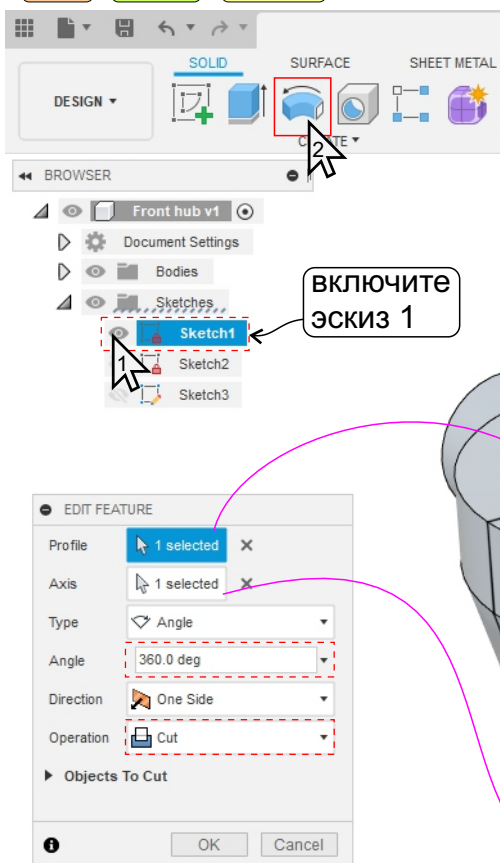 SOLID SURFACE SHEET METAL
DESIGN ▾
2
BROWSER
Front hub v1
Document Settings
Bodies
Sketches
включите
эскиз 1
Sketch1
1
Sketch2
Sketch3
EDIT FEATURE
Profile 1 selected
Axis 1 selected
Type Angle
Angle 360.0 deg
Direction One Side
Operation Cut
Objects To Cut
OK Cancel